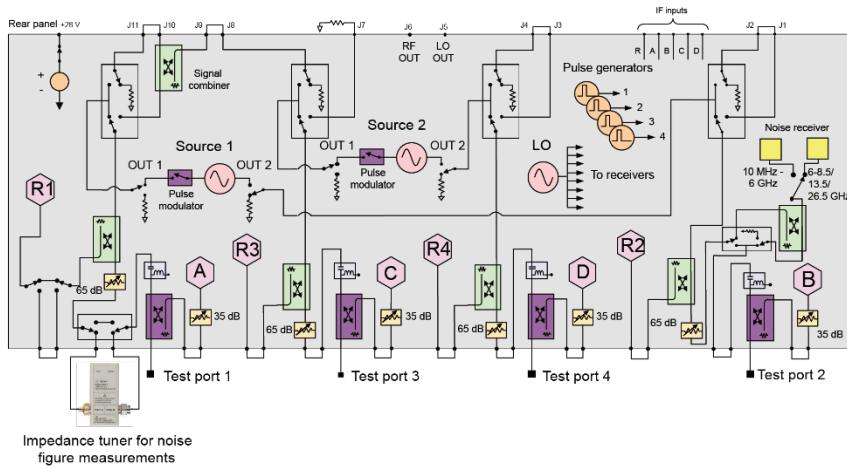 Rear panel +28 V
J11 J10 J9 J8 J7 J6 J5 J4 J3 J2 J1
RF OUT
LO OUT
IF inputs
R A B C D
+
-
Signal combiner
Source 1
OUT 1
OUT 2
Pulse modulator
Source 2
OUT 1
OUT 2
Pulse modulator
Pulse generators
1
2
3
4
LO
To receivers
Noise receiver
10 MHz -
6 GHz
6-8.5/
13.5/
26.5 GHz
R1
A
R3
C
R4
D
R2
B
65 dB
35 dB
65 dB
35 dB
65 dB
35 dB
65 dB
35 dB
Test port 1
Test port 3
Test port 4
Test port 2
Impedance tuner for noise
figure measurements